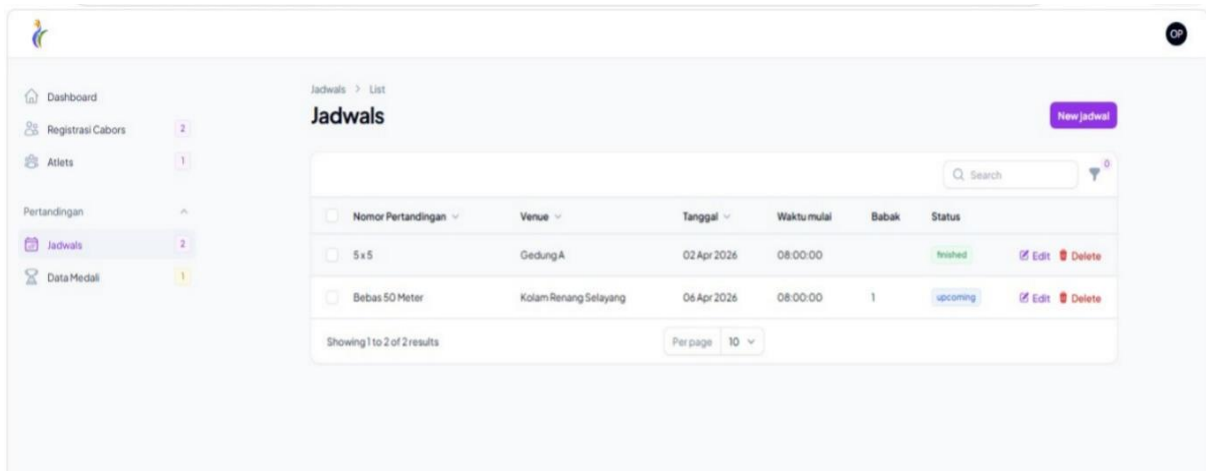 OP
Dashboard
Registrasi Cabors 2
Atlets 1
Pertandingan
Jadwals 2
Data Medali 1
Jadwals > List
Jadwals
New jadwal
Search
0
Nomor Pertandingan Venue Tanggal Waktu mulai Babak Status
5 x 5 Gedung A 02 Apr 2026 08:00:00 finished Edit Delete
Bebas 50 Meter Kolam Renang Selayang 06 Apr 2026 08:00:00 1 upcoming Edit Delete
Showing 1 to 2 of 2 results Per page 10